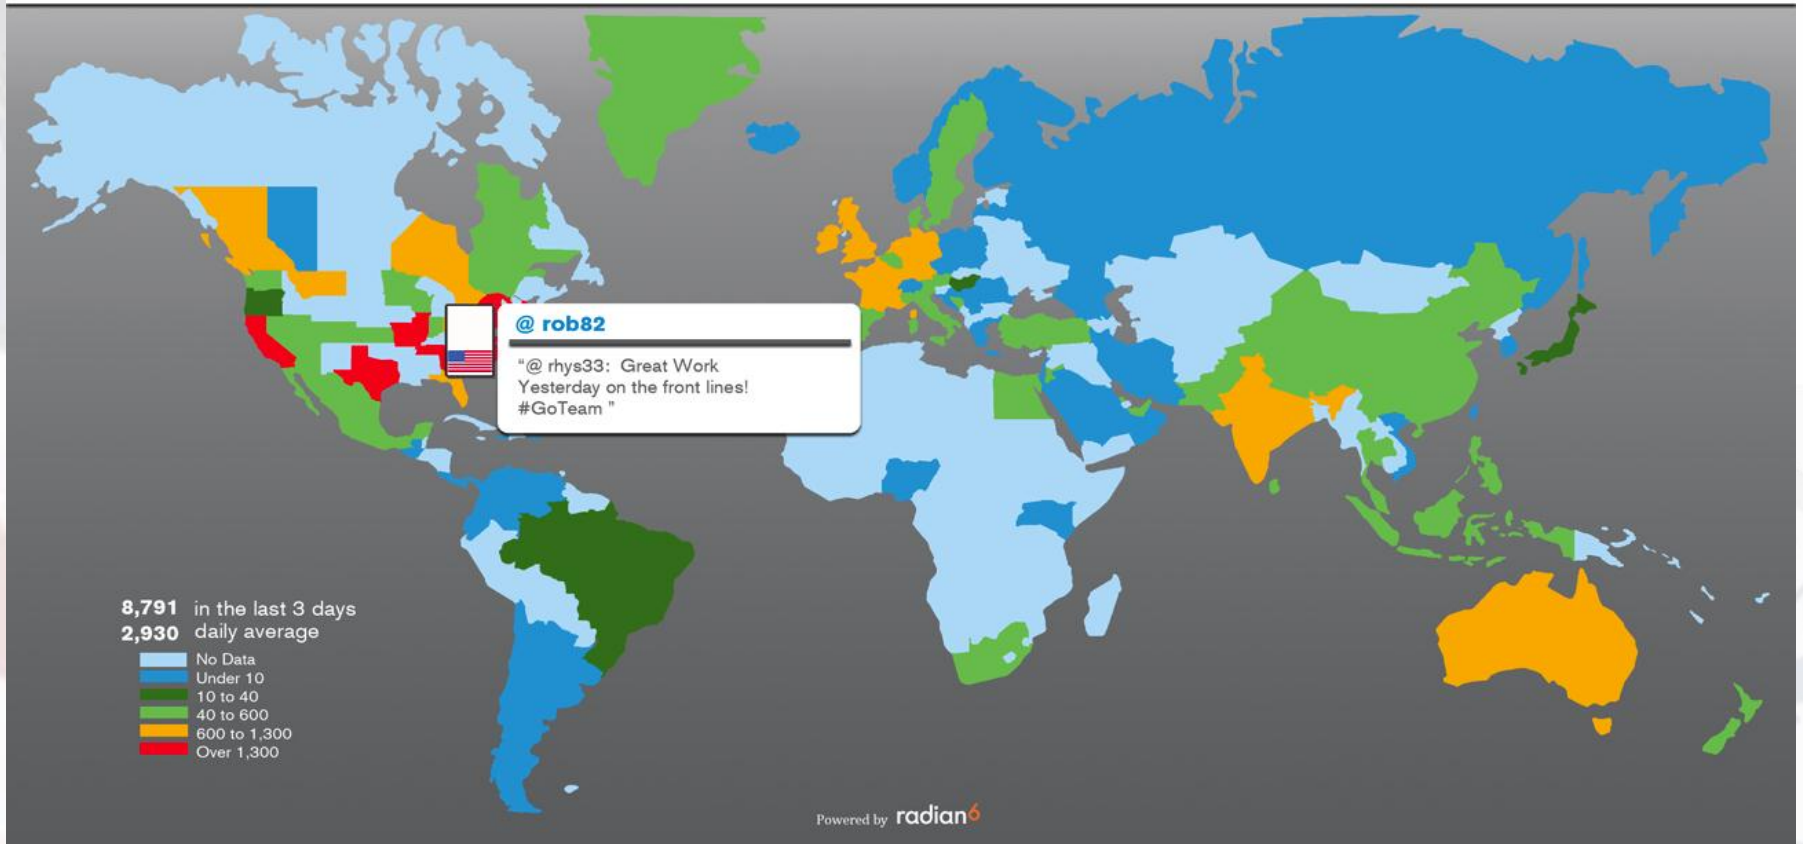 @ rob82
“@ rhys33: Great Work
Yesterday on the front lines!
#GoTeam ”
8,791 in the last 3 days
2,930 daily average
No Data
Under 10
10 to 40
40 to 600
600 to 1,300
Over 1,300
Powered by radian6